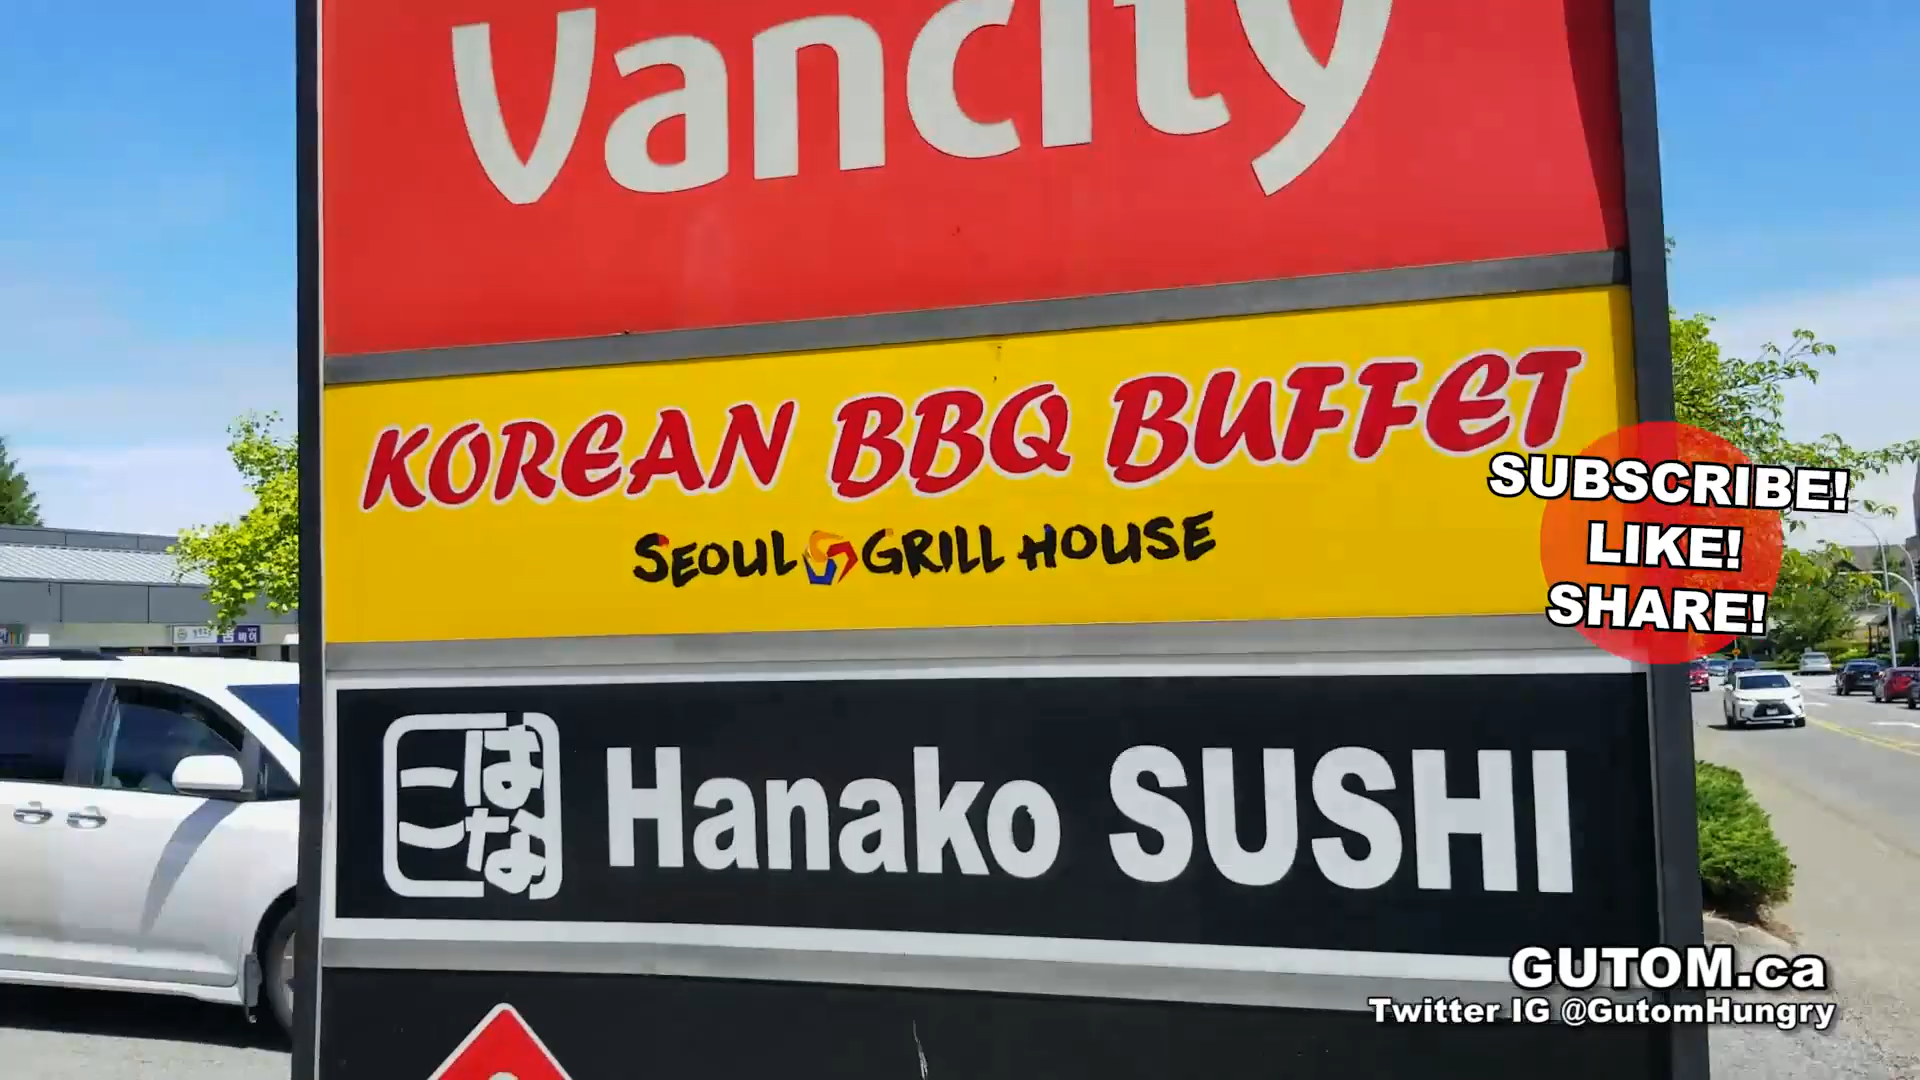 Vancity
KOREAN BBQ BUFFET
SEOUL GRILL HOUSE
SUBSCRIBE!
LIKE!
SHARE!
はな
こ
Hanako SUSHI
GUTOM.ca
Twitter IG @GutomHungry